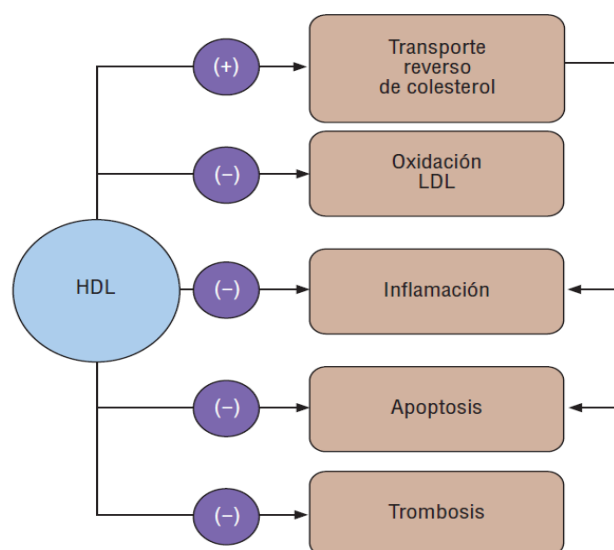 (+)
Transporte
reverso
de colesterol
(–)
Oxidación
LDL
HDL
(–)
Inflamación
(–)
Apoptosis
(–)
Trombosis